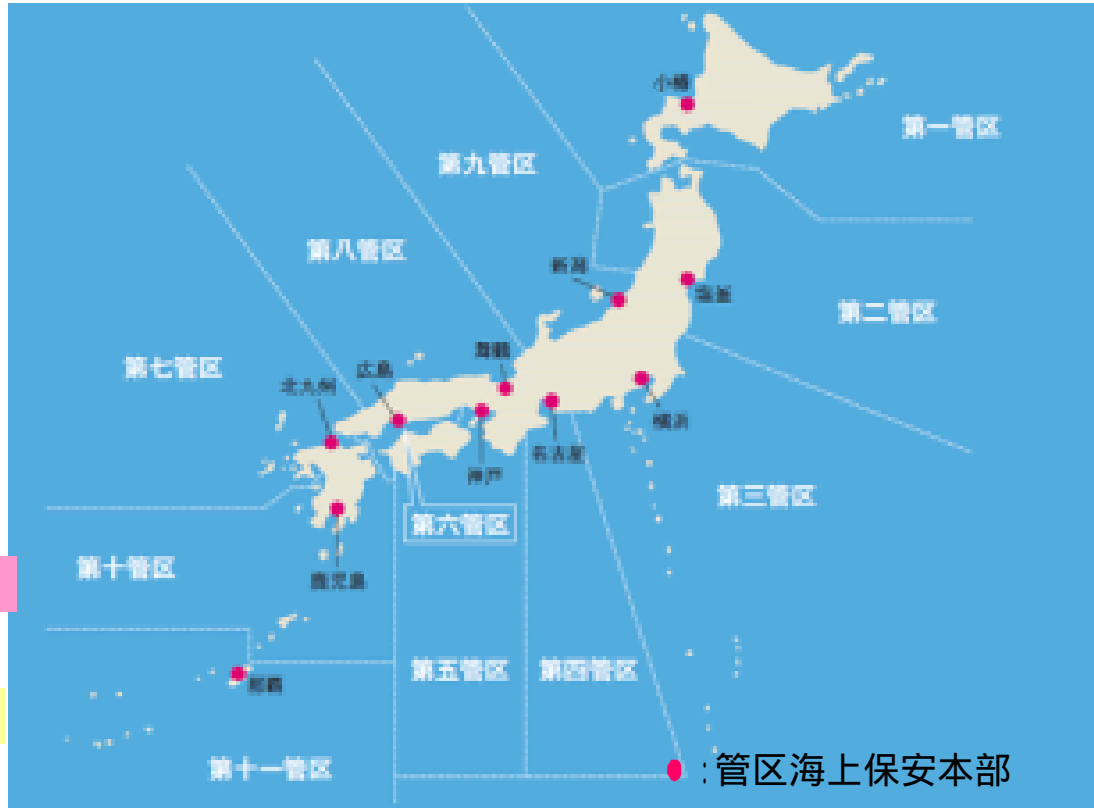 小樽
第一管区
第九管区
第八管区
新潟
塩釜
第二管区
舞鶴
第七管区
広島
北九州
横浜
名古屋
神戸
第三管区
第六管区
第十管区
鹿児島
第五管区
第四管区
那覇
第十一管区
:管区海上保安本部